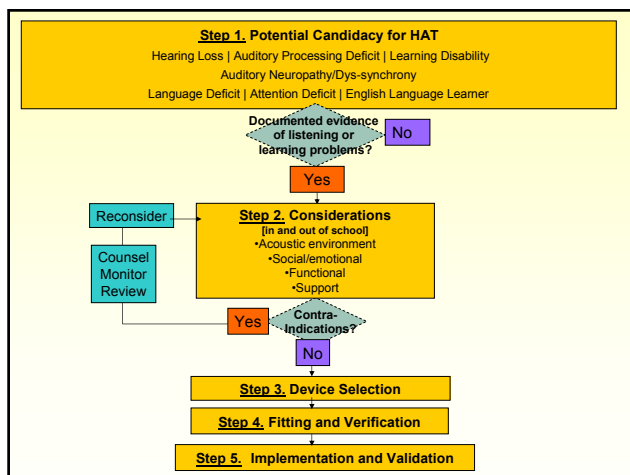 Step 1. Potential Candidacy for HAT
Hearing Loss | Auditory Processing Deficit | Learning Disability
Auditory Neuropathy/Dys-synchrony
Language Deficit | Attention Deficit | English Language Learner
Documented evidence
of listening or
learning problems?
No
Yes
Reconsider
Counsel
Monitor
Review
Step 2. Considerations
[in and out of school]
•Acoustic environment
•Social/emotional
•Functional
•Support
Yes
Contra-
Indications?
No
Step 3. Device Selection
Step 4. Fitting and Verification
Step 5. Implementation and Validation